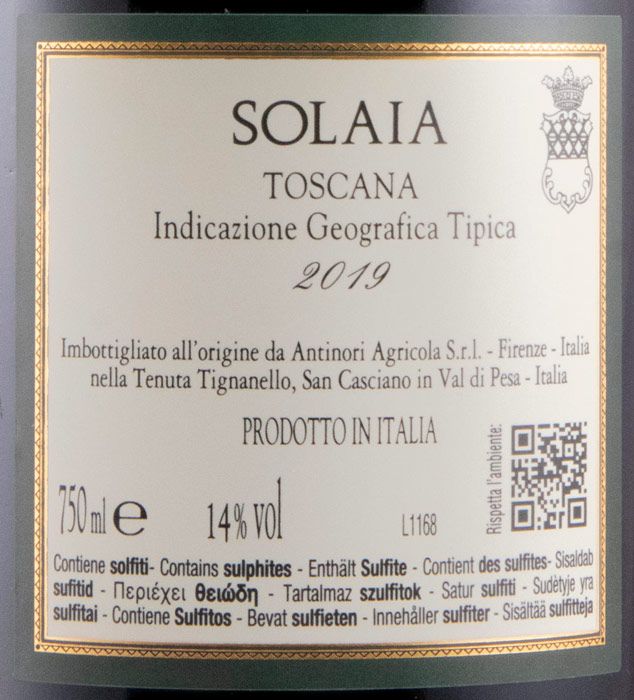 SOLAIA
TOSCANA
Indicazione Geografica Tipica
2019
Imbottigliato all'origine da Antinori Agricola S.r.l. - Firenze - Italia
nella Tenuta Tignanello, San Casciano in Val di Pesa - Italia
PRODOTTO IN ITALIA
750 ml e
14% vol
L1168
Rispetta l'ambiente:
Contiene solfiti- Contains sulphites - Enthält Sulfite - Contient des sulfites- Sisaldab
sufitid - Περιέχει θειώδη - Tartalmaz szulfitok - Satur sulfiti - Sudėtyje yra
sulfitai - Contiene Sulfitos - Bevat sulfieten - Innehåller sulfiter - Sisältää sulfitteja